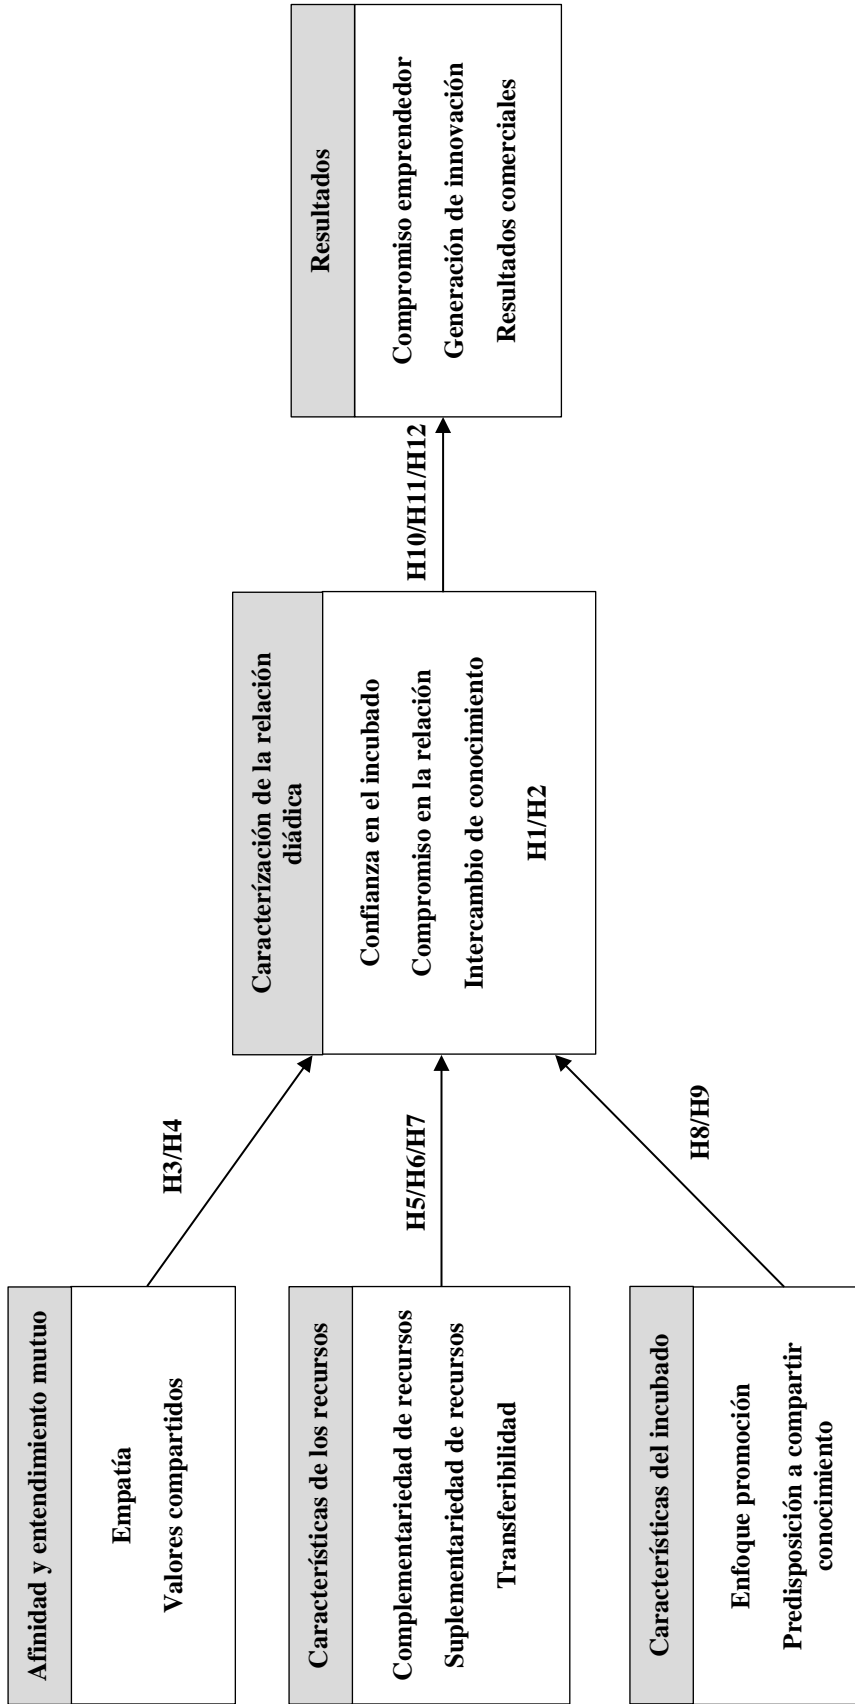 Afinidad y entendimiento mutuo
Empatía
Valores compartidos
Características de los recursos
Complementariedad de recursos
Suplementariedad de recursos
Transferibilidad
Características del incubado
Enfoque promoción
Predisposición a compartir
conocimiento
H3/H4
H5/H6/H7
H8/H9
Caracterízación de la relación
diádica
Confianza en el incubado
Compromiso en la relación
Intercambio de conocimiento
H1/H2
H10/H11/H12
Resultados
Compromiso emprendedor
Generación de innovación
Resultados comerciales